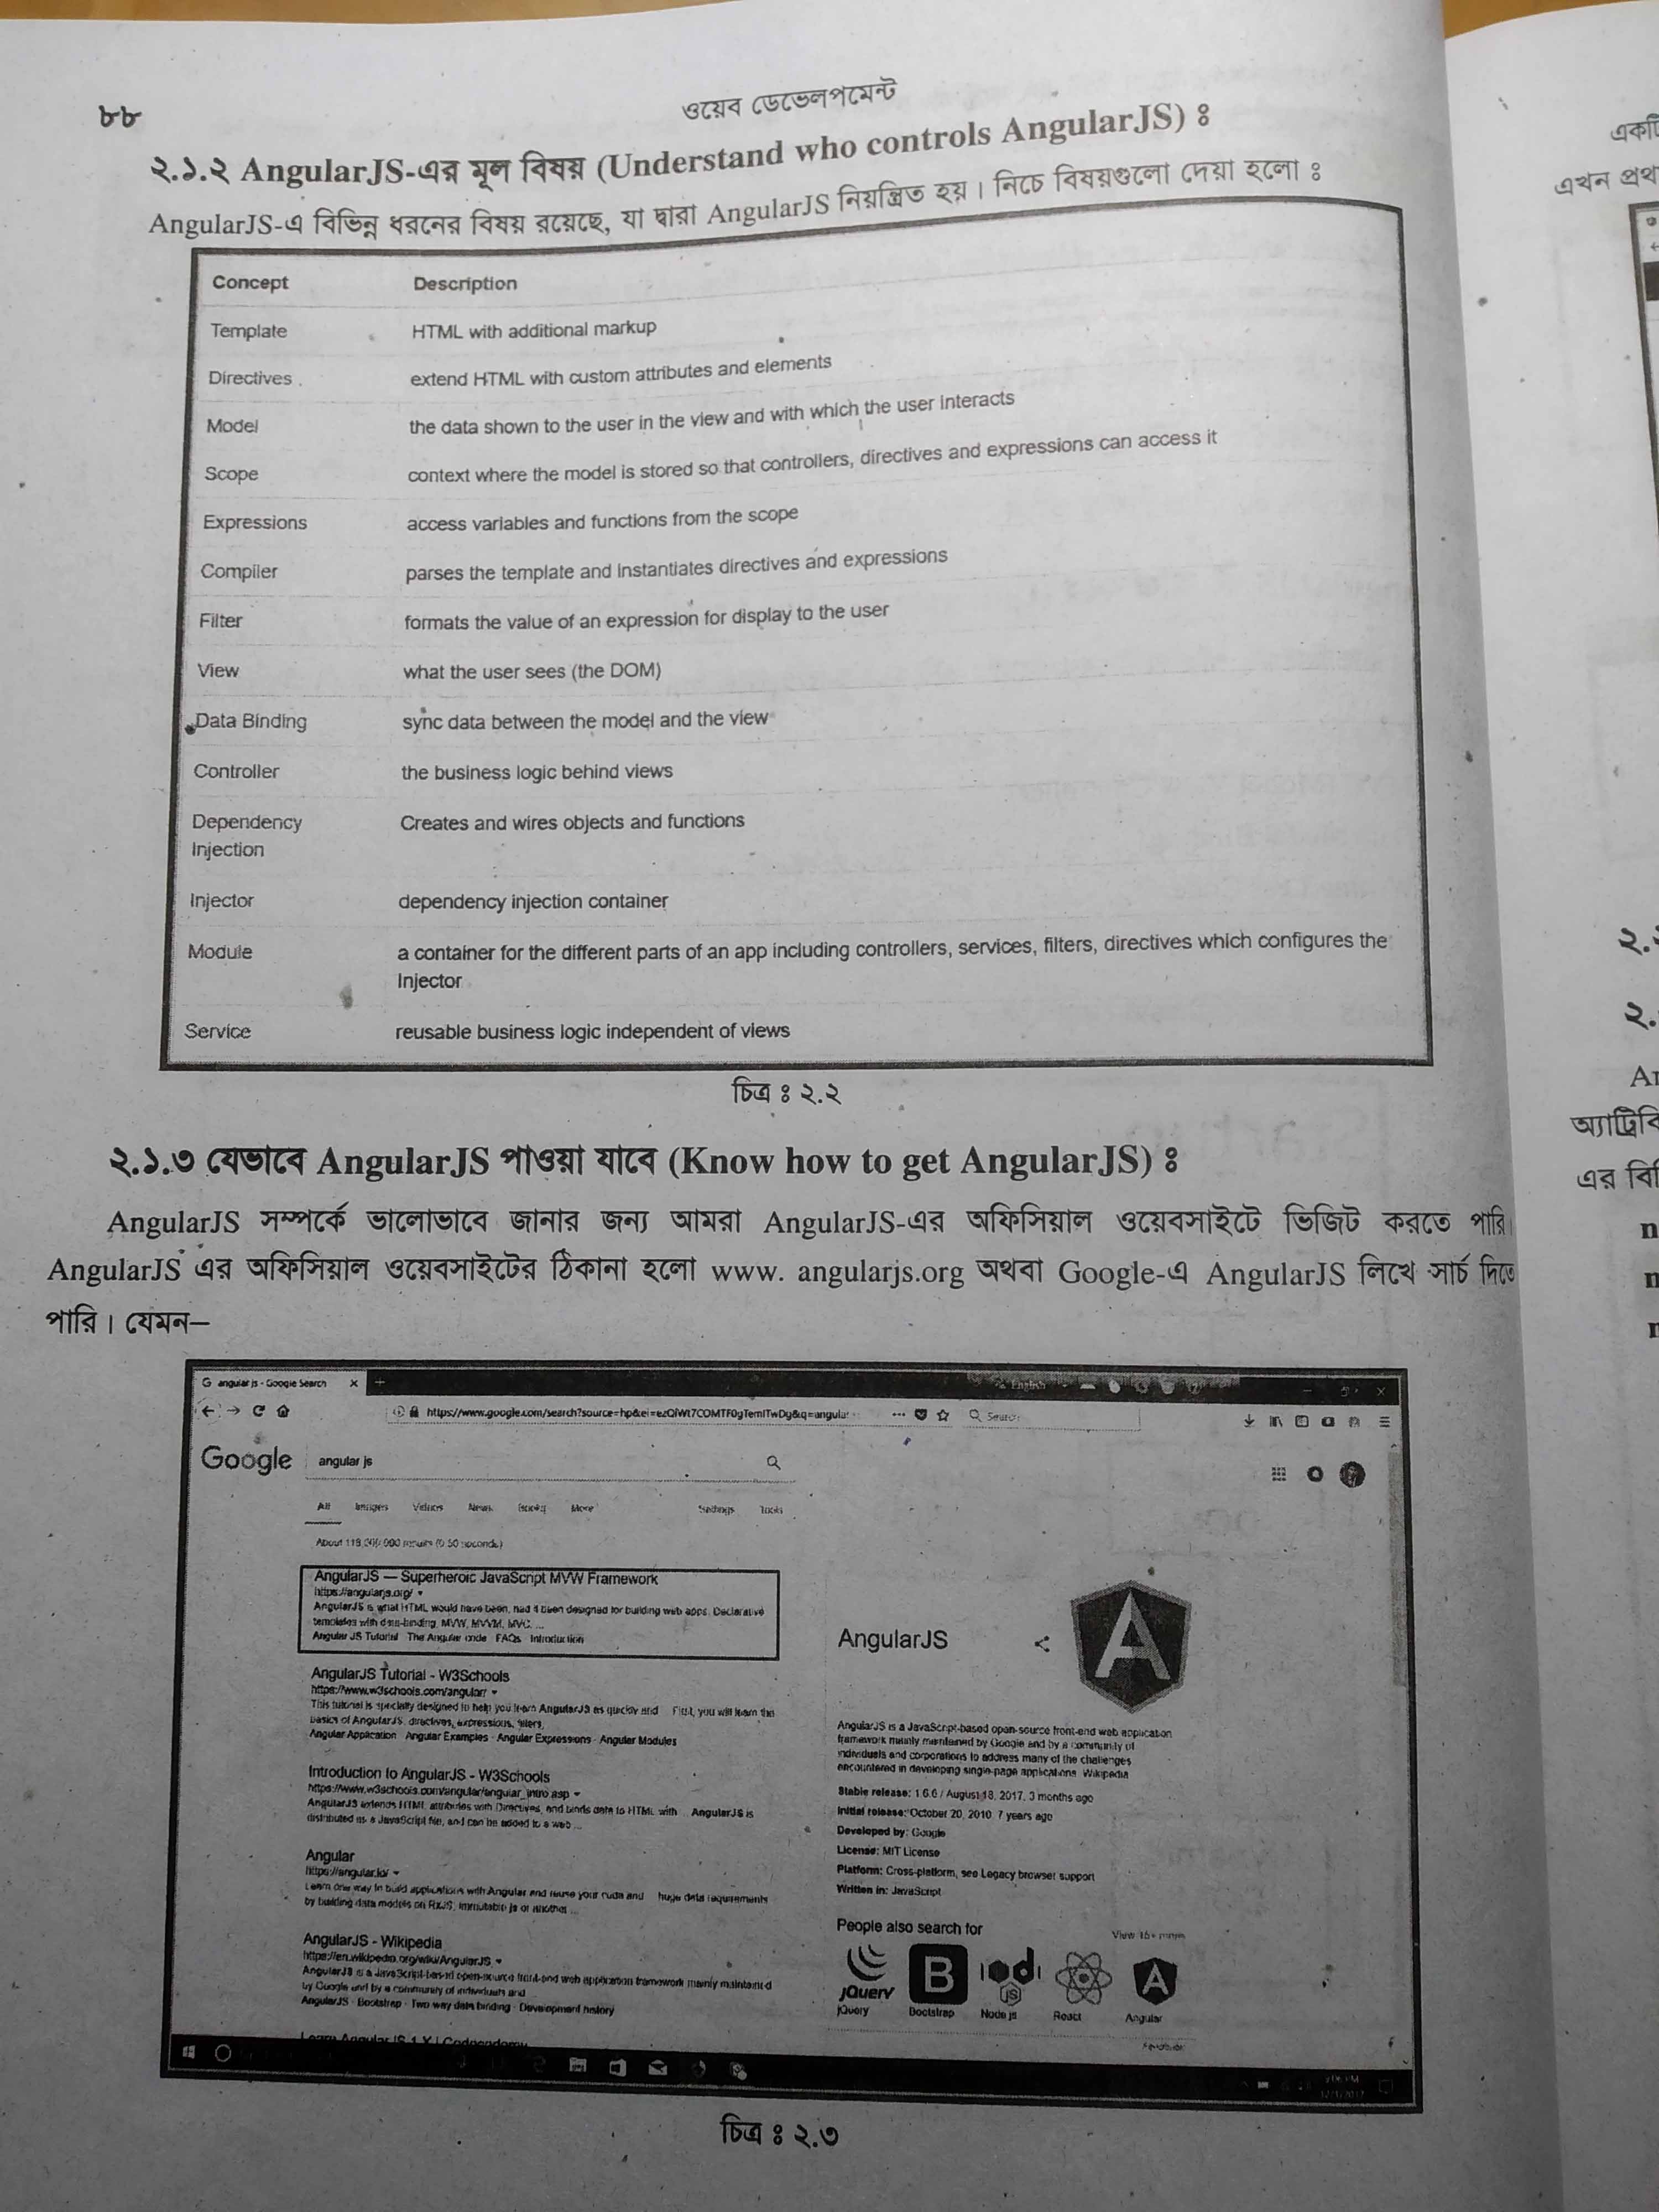 ৮৮
ওয়েব ডেভেলপমেন্ট
২.১.২ AngularJS-এর মূল বিষয় (Understand who controls AngularJS) ঃ
AngularJS-এ বিভিন্ন ধরনের বিষয় রয়েছে, যা দ্বারা AngularJS নিয়ন্ত্রিত হয়। নিচে বিষয়গুলো দেয়া হলো ঃ
Concept Description
Template HTML with additional markup
Directives extend HTML with custom attributes and elements
Model the data shown to the user in the view and with which the user interacts
Scope context where the model is stored so that controllers, directives and expressions can access it
Expressions access variables and functions from the scope
Compiler parses the template and instantiates directives and expressions
Filter formats the value of an expression for display to the user
View what the user sees (the DOM)
Data Binding sync data between the model and the view
Controller the business logic behind views
Dependency Creates and wires objects and functions
Injection
Injector dependency injection container
Module a container for the different parts of an app including controllers, services, filters, directives which configures the
Injector
Service reusable business logic independent of views
চিত্র ঃ ২.২
২.১.৩ যেভাবে AngularJS পাওয়া যাবে (Know how to get AngularJS) ঃ
AngularJS সম্পর্কে ভালোভাবে জানার জন্য আমরা AngularJS-এর অফিসিয়াল ওয়েবসাইটে ভিজিট করতে পারি।
AngularJS এর অফিসিয়াল ওয়েবসাইটের ঠিকানা হলো www. angularjs.org অথবা Google-এ AngularJS লিখে সার্চ দিতে
পারি। যেমন–
angular js - Google Search
English
Search
Google
angular js
All Images Videos News Books More Settings Tools
AngularJS — Superheroic JavaScript MVW Framework
https://angularjs.org/
AngularJS is what HTML would have been, had it been designed for building web apps. Declarative
templates with data-binding, MVW, MVVM, MVC, ...
Angular JS Tutorial · The Angular code · FAQs · Introduction
AngularJS Tutorial - W3Schools
https://www.w3schools.com/angular/
This tutorial is specially designed to help you learn AngularJS as quickly and First, you will learn the
basics of AngularJS: directives, expressions, filters,
Angular Application · Angular Examples · Angular Expressions · Angular Modules
Introduction to AngularJS - W3Schools
https://www.w3schools.com/angular/angular_intro.asp
AngularJS extends HTML attributes with Directives, and binds data to HTML with AngularJS is
distributed as a JavaScript file, and can be added to a web ...
Angular
https://angular.io/
Learn one way to build applications with Angular and reuse your code and huge data requirements
by building data models on RxJS, Immutable.js or another ...
AngularJS - Wikipedia
https://en.wikipedia.org/wiki/AngularJS
AngularJS is a JavaScript-based open-source front-end web application framework mainly maintained
by Google and by a community of individuals and
AngularJS · Bootstrap · Two way data binding · Development history
AngularJS
AngularJS is a JavaScript-based open-source front-end web application
framework mainly maintained by Google and by a community of
individuals and corporations to address many of the challenges
encountered in developing single-page applications. Wikipedia
Stable release: 1.6.6 / August 18, 2017, 3 months ago
Initial release: October 20, 2010, 7 years ago
Developed by: Google
License: MIT License
Platform: Cross-platform, see Legacy browser support
Written in: JavaScript
People also search for
View 15+ more
jQuery
jQuery Bootstrap Node.js React Angular
Feedback
চিত্র ঃ ২.৩